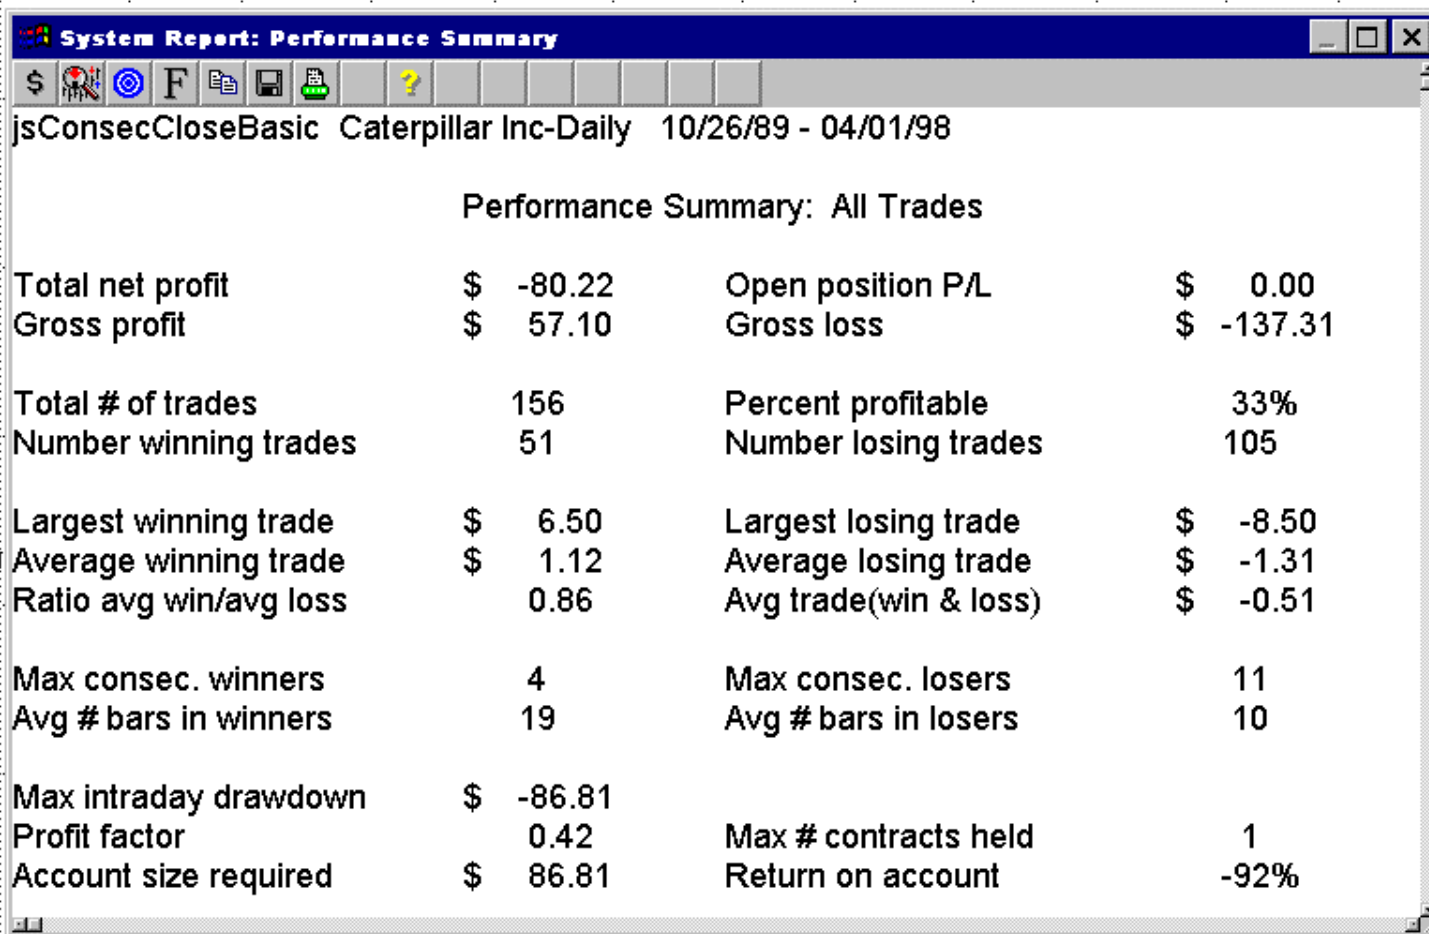 System Report: Performance Summary
$ F ?
jsConsecCloseBasic Caterpillar Inc-Daily 10/26/89 - 04/01/98
Performance Summary: All Trades
Total net profit $ -80.22 Open position P/L $ 0.00
Gross profit $ 57.10 Gross loss $ -137.31
Total # of trades 156 Percent profitable 33%
Number winning trades 51 Number losing trades 105
Largest winning trade $ 6.50 Largest losing trade $ -8.50
Average winning trade $ 1.12 Average losing trade $ -1.31
Ratio avg win/avg loss 0.86 Avg trade(win & loss) $ -0.51
Max consec. winners 4 Max consec. losers 11
Avg # bars in winners 19 Avg # bars in losers 10
Max intraday drawdown $ -86.81
Profit factor 0.42 Max # contracts held 1
Account size required $ 86.81 Return on account -92%